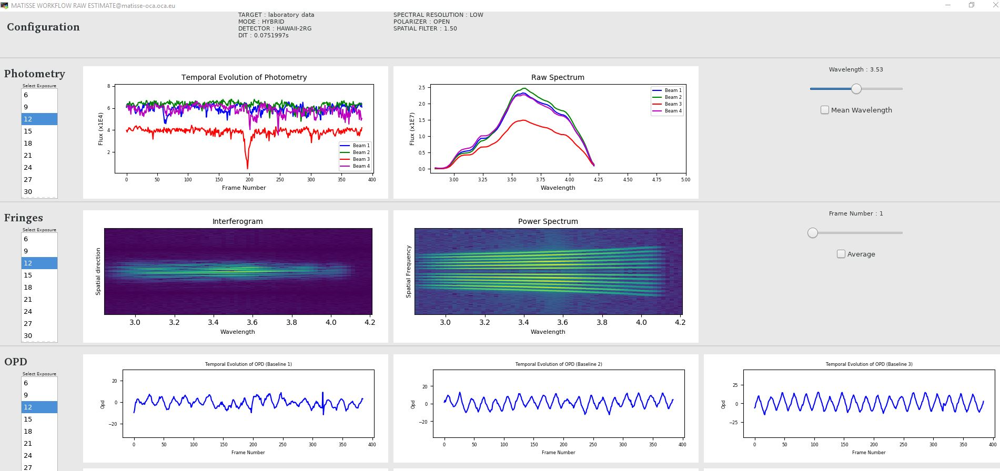 MATISSE WORKFLOW RAW ESTIMATE@matisse-oca.oca.eu
Configuration
TARGET : laboratory data
MODE : HYBRID
DETECTOR : HAWAII-2RG
DIT : 0.0751997s
SPECTRAL RESOLUTION : LOW
POLARIZER : OPEN
SPATIAL FILTER : 1.50
Photometry
Select Exposure
6
9
12
15
18
21
24
27
30
Temporal Evolution of Photometry
Flux (x1E4)
8
6
4
2
Beam 1
Beam 2
Beam 3
Beam 4
0 50 100 150 200 250 300 350 400
Frame Number
Raw Spectrum
Flux (x1E7)
2.5
2.0
1.5
1.0
0.5
0.0
Beam 1
Beam 2
Beam 3
Beam 4
3.00 3.25 3.50 3.75 4.00 4.25 4.50 4.75 5.00
Wavelength
Wavelength : 3.53
Mean Wavelength
Fringes
Select Exposure
6
9
12
15
18
21
24
27
30
Interferogram
Spatial direction
3.0 3.2 3.4 3.6 3.8 4.0 4.2
Wavelength
Power Spectrum
Spatial Frequency
3.0 3.2 3.4 3.6 3.8 4.0 4.2
Wavelength
Frame Number : 1
Average
OPD
Select Exposure
6
9
12
15
18
21
24
27
Temporal Evolution of OPD (Baseline 1)
Opd
20
0
−20
0 50 100 150 200 250 300 350 400
Frame Number
Temporal Evolution of OPD (Baseline 2)
Opd
20
0
−20
0 50 100 150 200 250 300 350 400
Frame Number
Temporal Evolution of OPD (Baseline 3)
Opd
25
0
−25
0 50 100 150 200 250 300 350 400
Frame Number